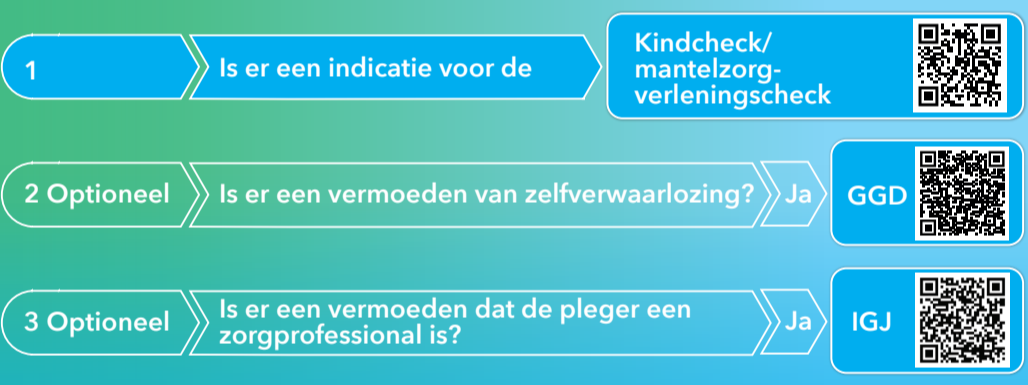 1
Is er een indicatie voor de
Kindcheck/
mantelzorg-
verleningscheck
2 Optioneel
Is er een vermoeden van zelfverwaarlozing?
Ja
GGD
3 Optioneel
Is er een vermoeden dat de pleger een
zorgprofessional is?
Ja
IGJ